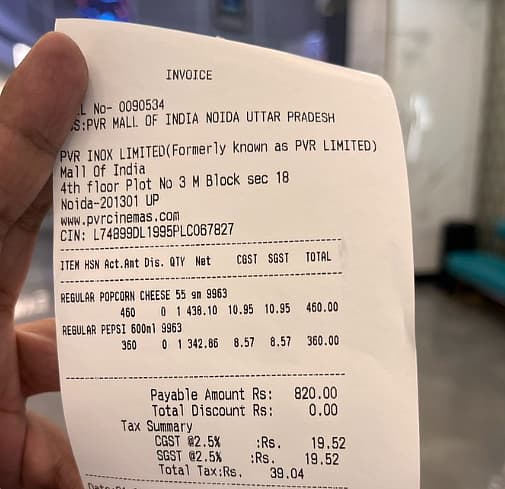 INVOICE
L No- 0090534
S:PVR MALL OF INDIA NOIDA UTTAR PRADESH
PVR INOX LIMITED(Formerly known as PVR LIMITED)
Mall Of India
4th floor Plot No 3 M Block sec 18
Noida-201301 UP
www.pvrcinemas.com
CIN: L74899DL1995PLC067827
ITEM HSN Act.Amt Dis. QTY Net CGST SGST TOTAL
REGULAR POPCORN CHEESE 55 gm 9963
460 0 1 438.10 10.95 10.95 460.00
REGULAR PEPSI 600ml 9963
360 0 1 342.86 8.57 8.57 360.00
Payable Amount Rs: 820.00
Total Discount Rs: 0.00
Tax Summary
CGST @2.5% :Rs. 19.52
SGST @2.5% :Rs. 19.52
Total Tax:Rs. 39.04